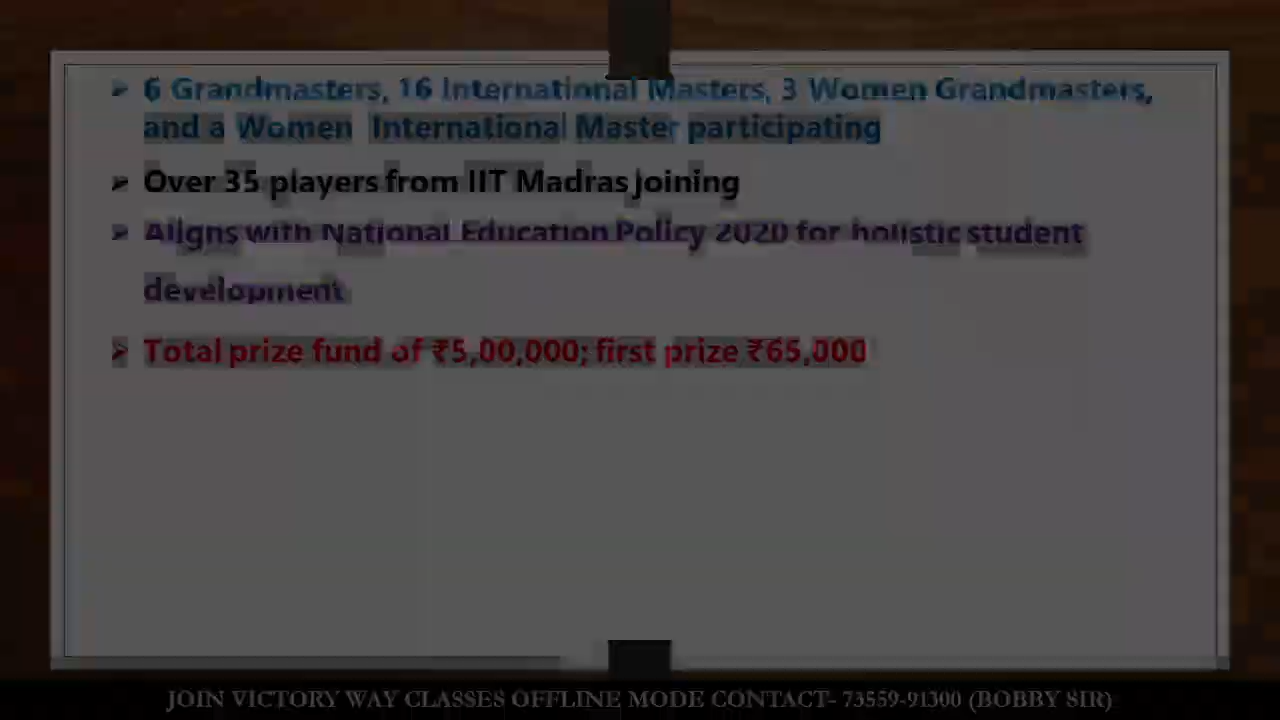 ➢ 6 Grandmasters, 16 International Masters, 3 Women Grandmasters,
and a Women International Master participating
➢ Over 35 players from IIT Madras joining
➢ Aligns with National Education Policy 2020 for holistic student
development
➢ Total prize fund of ₹5,00,000; first prize ₹65,000
JOIN VICTORY WAY CLASSES OFFLINE MODE CONTACT- 73559-91300 (BOBBY SIR)